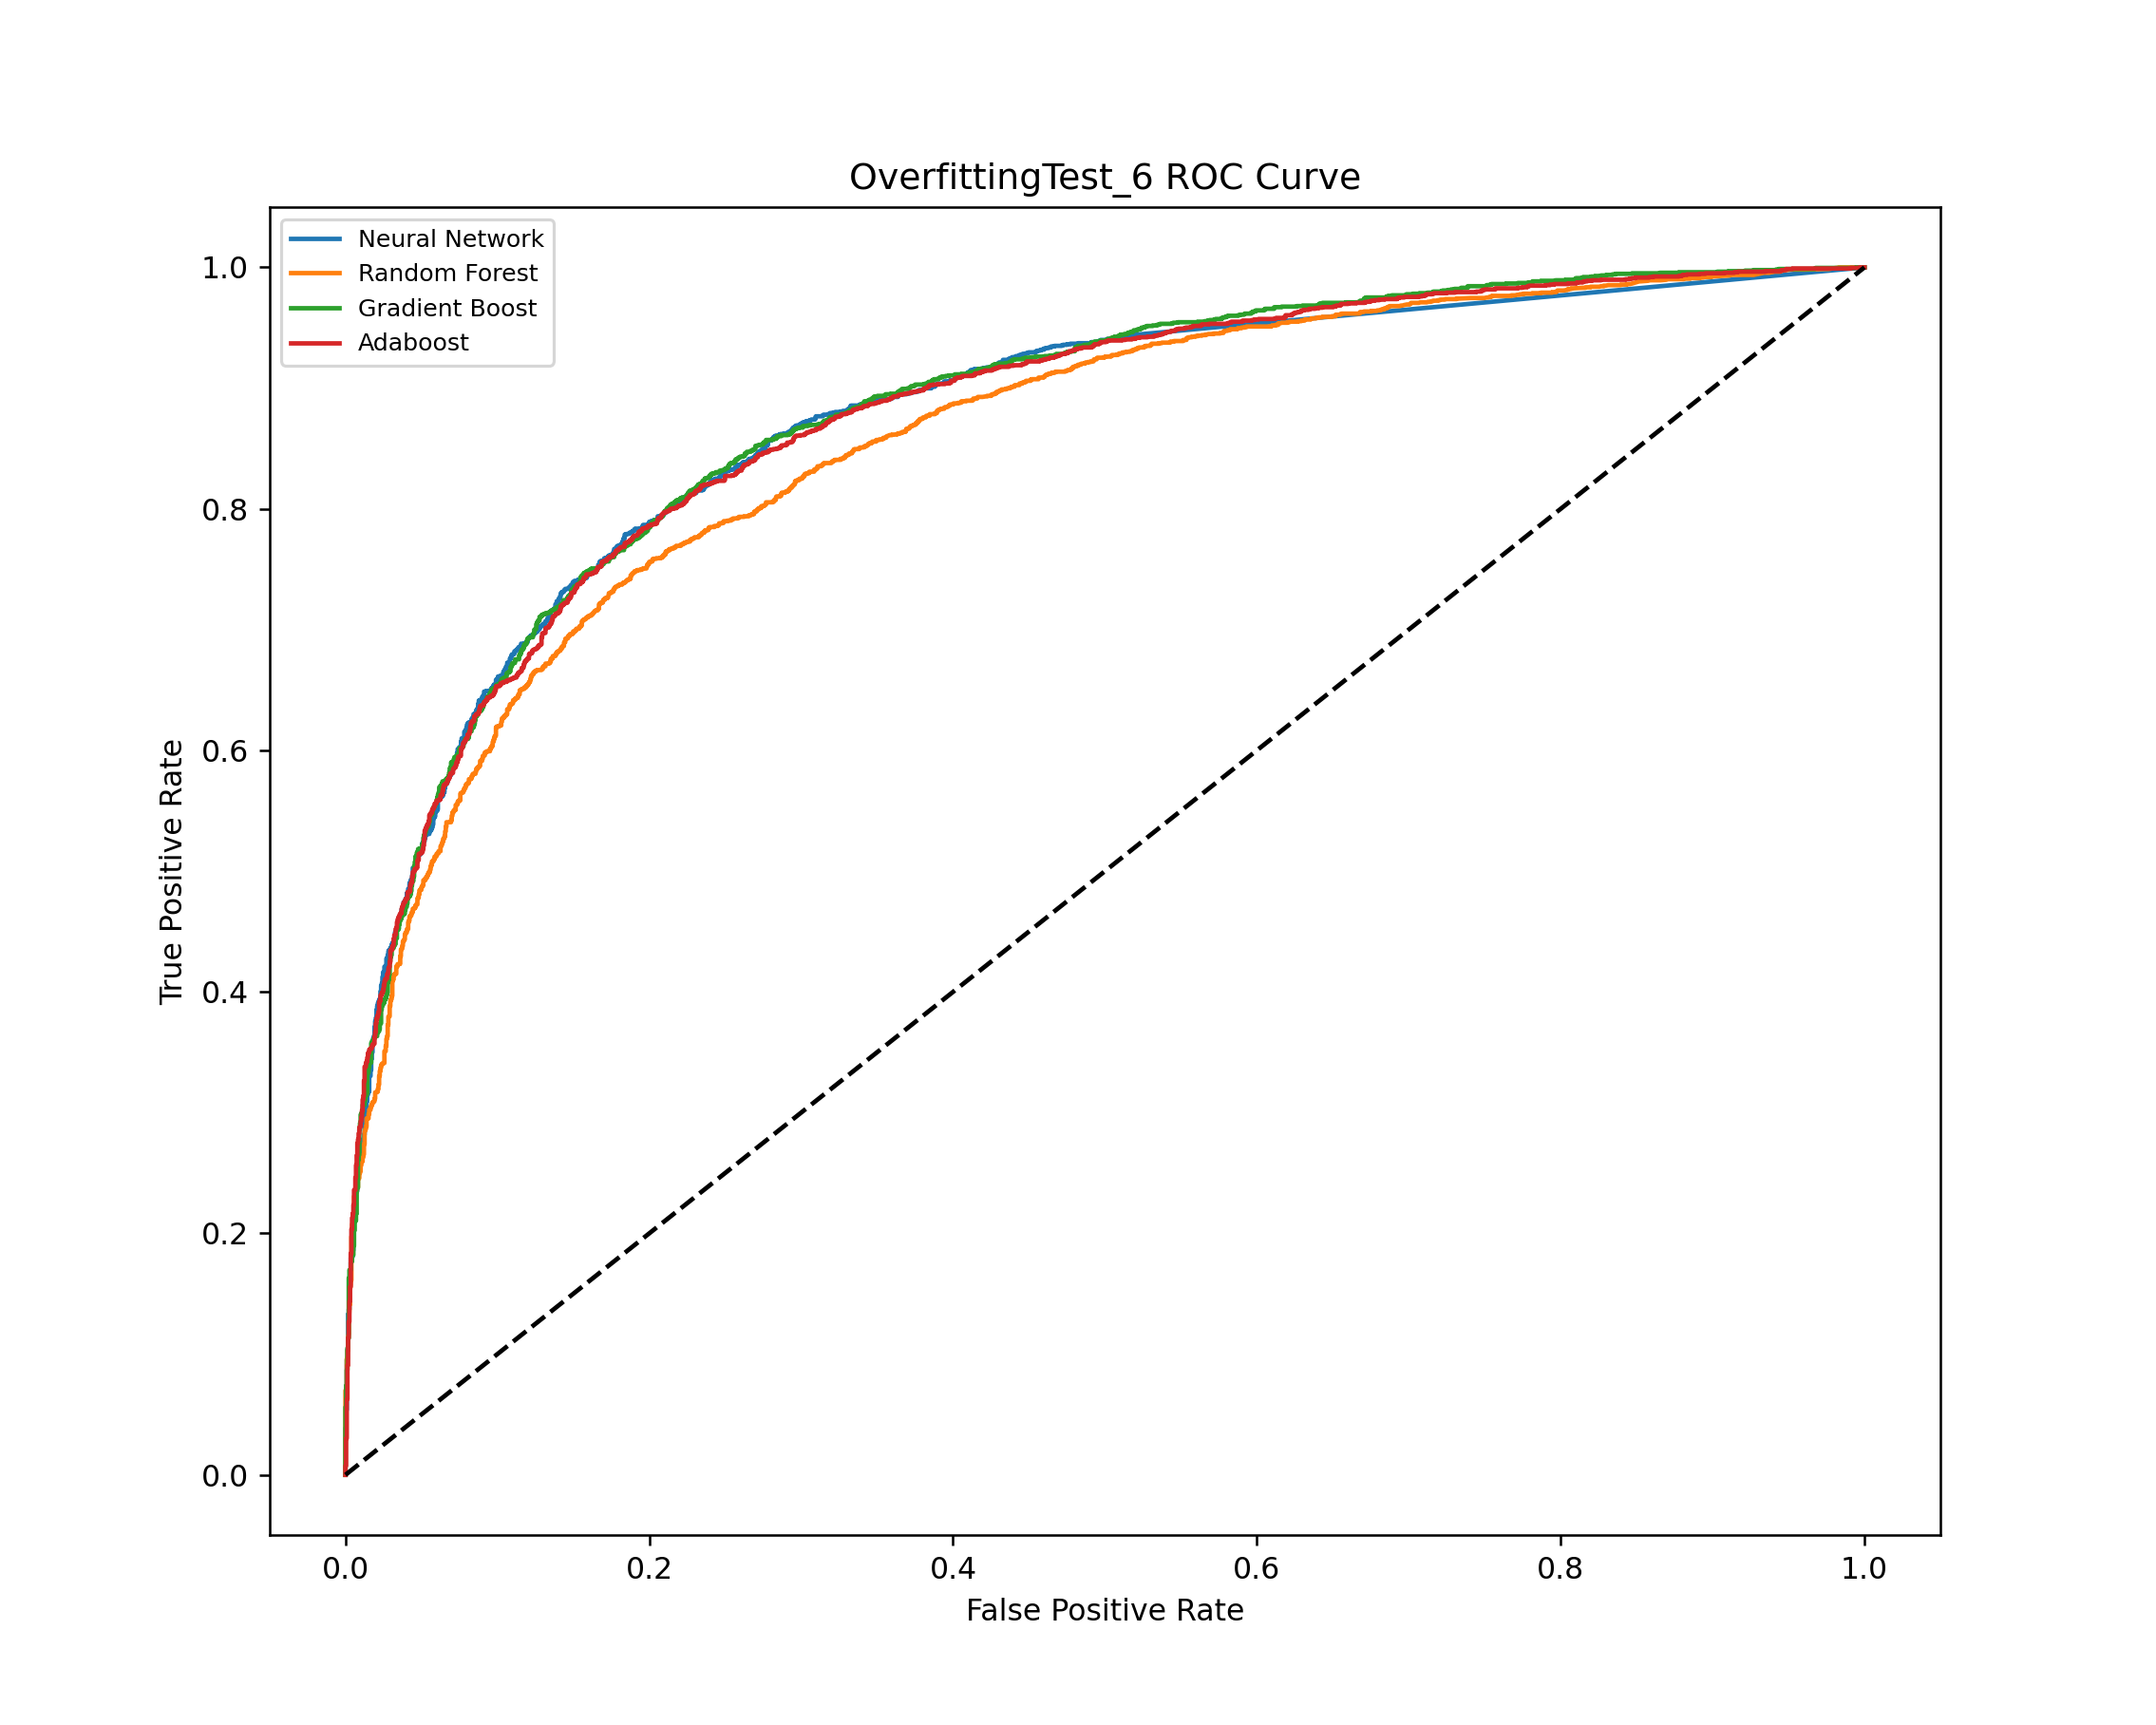 OverfittingTest_6 ROC Curve
Neural Network
Random Forest
Gradient Boost
Adaboost
True Positive Rate
1.0
0.8
0.6
0.4
0.2
0.0
0.0 0.2 0.4 0.6 0.8 1.0
False Positive Rate